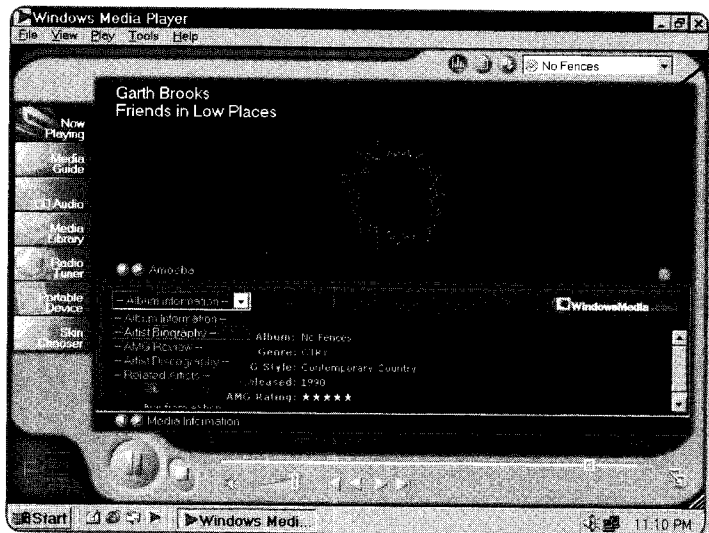 Windows Media Player
File View Play Tools Help
No Fences
Garth Brooks
Friends in Low Places
Now Playing
Media Guide
CD Audio
Media Library
Radio Tuner
Portable Device
Skin Chooser
Amoeba
-- Album information --
WindowsMedia
-- Album Information --
-- Artist Biography --
-- AMG Review --
-- Artist Discography --
-- Related Artists --
Album: No Fences
Genre:
Style: Contemporary Country
Released: 1990
AMG Rating: ★★★★★
Media Information
Start
Windows Medi...
11:10 PM